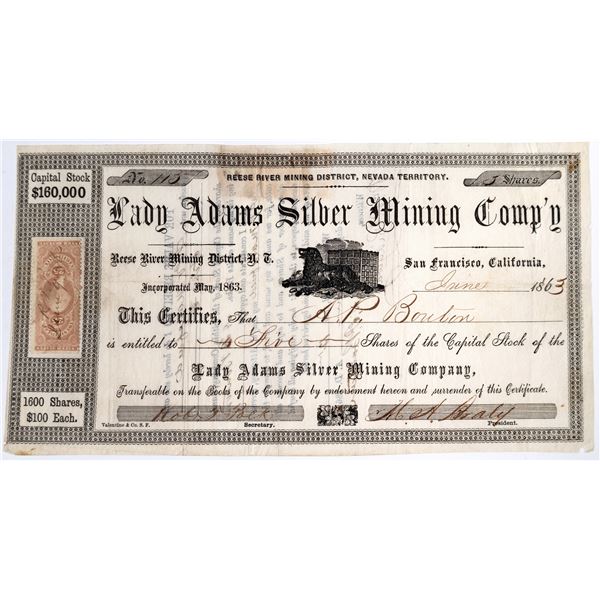 Capital Stock
$160,000
No. 115
REESE RIVER MINING DISTRICT, NEVADA TERRITORY.
5 Shares.
Lady Adams Silver Mining Comp'y
Reese River Mining District, N. T.
San Francisco, California,
Incorporated May, 1863.
June 1863
This Certifies, That A. P. Bouton
is entitled to Five Shares of the Capital Stock of the
Lady Adams Silver Mining Company,
Transferable on the Books of the Company by endorsement hereon and surrender of this Certificate.
1600 Shares,
$100 Each.
M. A. Healy
Valentine & Co. S. F.
Secretary.
President.